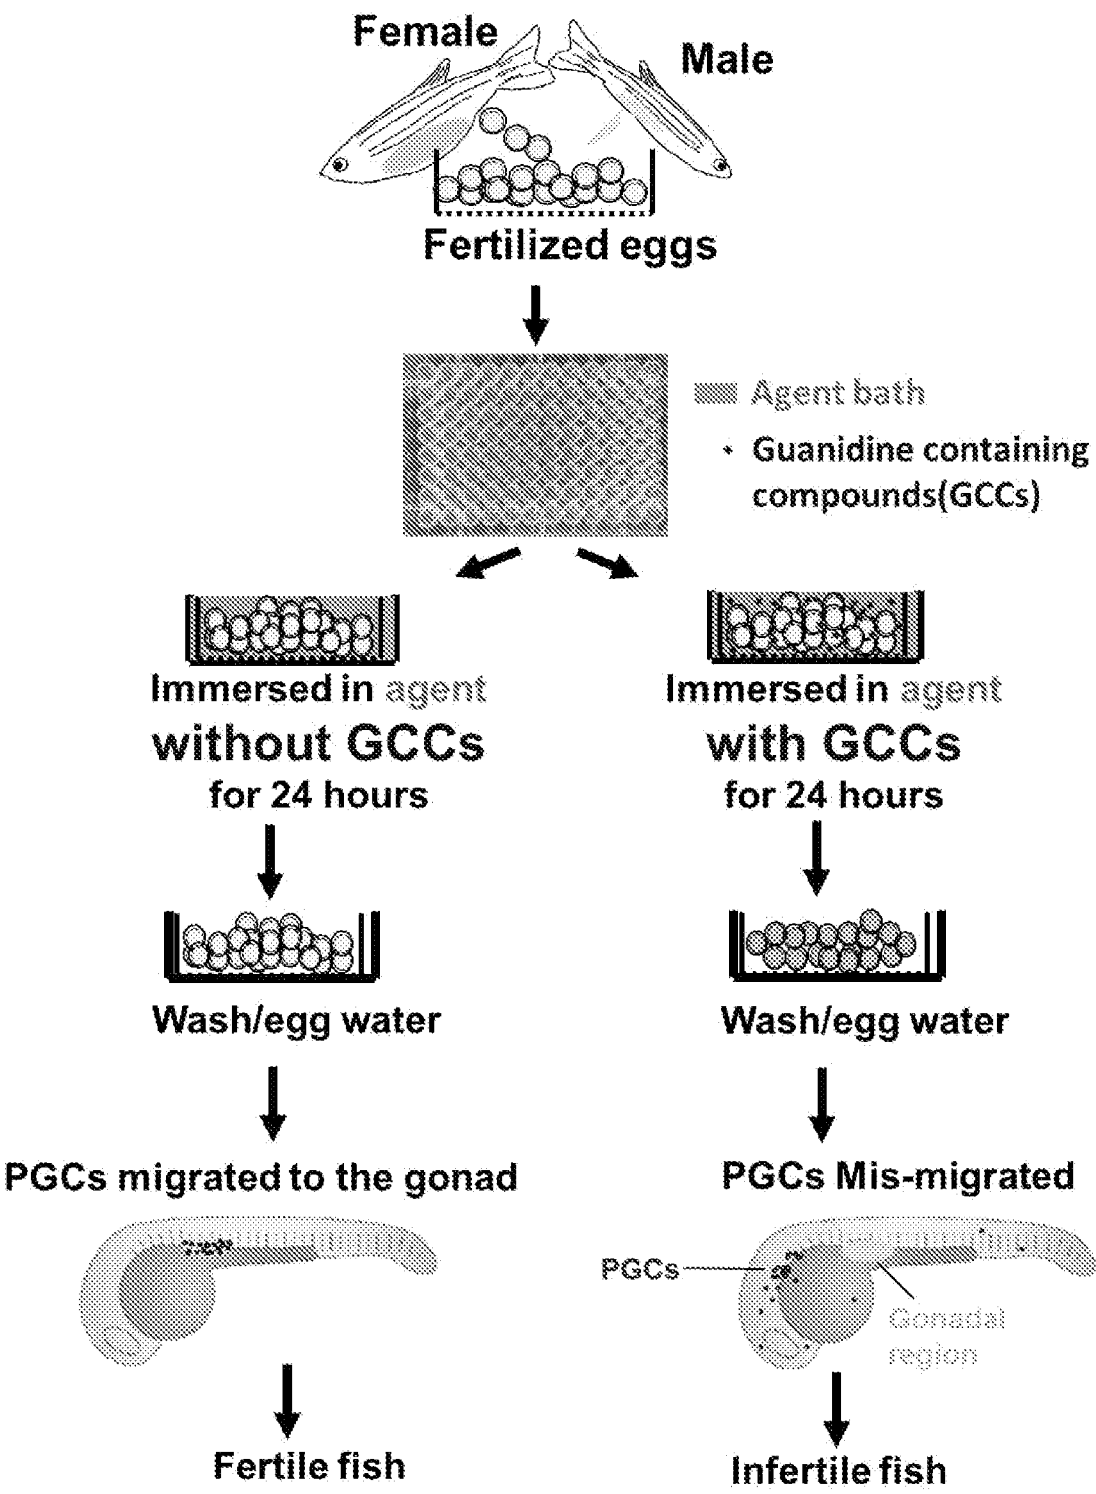 Female
Male
Fertilized eggs
Agent bath
Guanidine containing
compounds(GCCs)
Immersed in agent
without GCCs
for 24 hours
Immersed in agent
with GCCs
for 24 hours
Wash/egg water
Wash/egg water
PGCs migrated to the gonad
PGCs Mis-migrated
PGCs
Gonadal
region
Fertile fish
Infertile fish